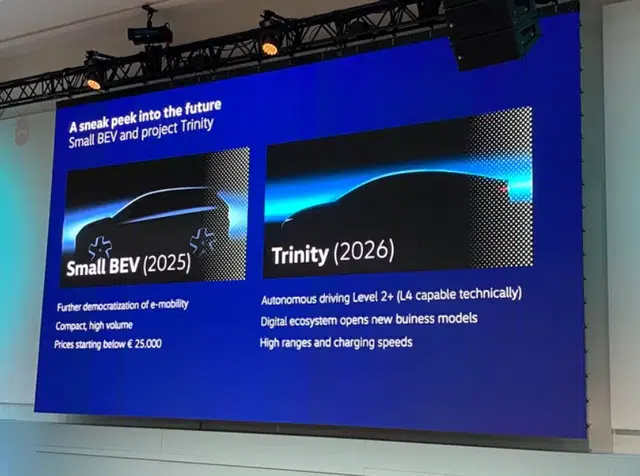 A sneak peek into the future
Small BEV and project Trinity
Small BEV (2025)
Further democratization of e-mobility
Compact, high volume
Prices starting below € 25.000
Trinity (2026)
Autonomous driving Level 2+ (L4 capable technically)
Digital ecosystem opens new buiness models
High ranges and charging speeds